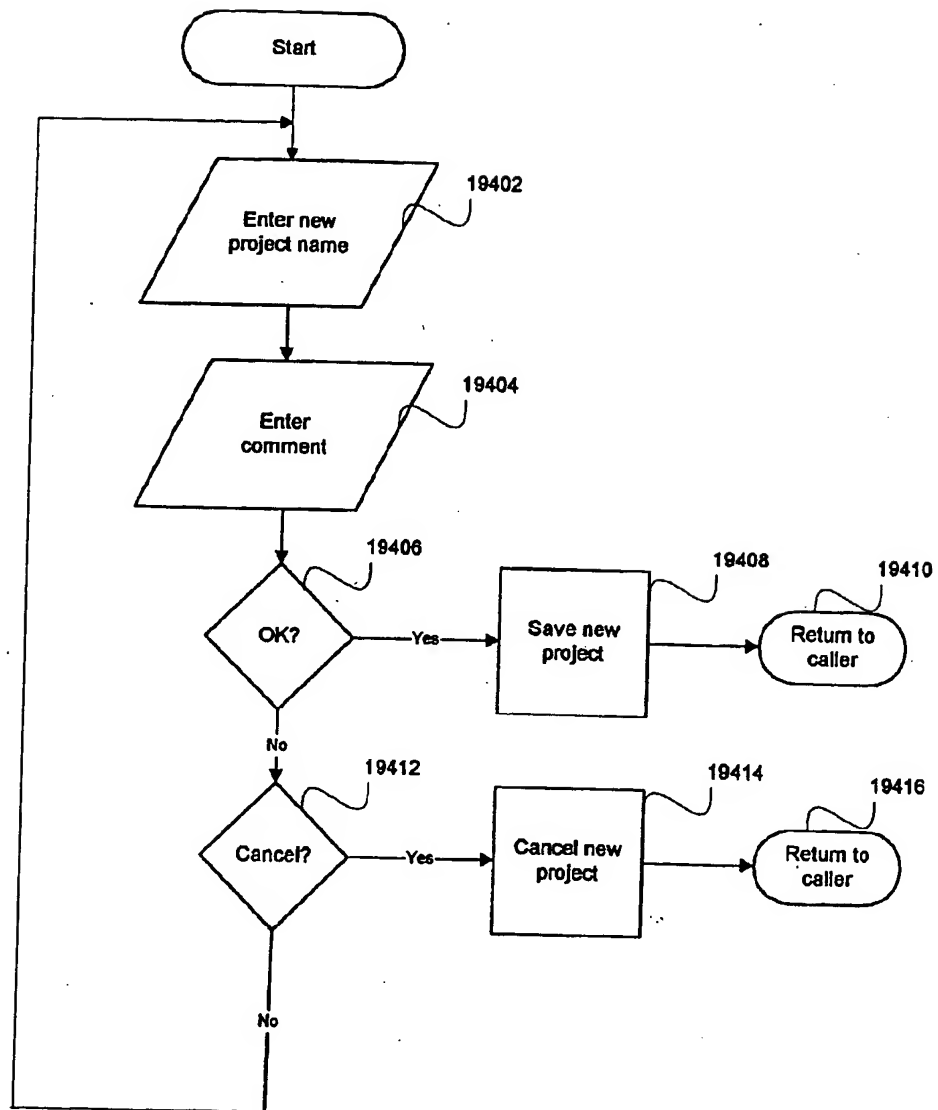 Start
19402
Enter new
project name
19404
Enter
comment
19406
19408
19410
OK?
Yes
Save new
project
Return to
caller
No
19412
19414
19416
Cancel?
Yes
Cancel new
project
Return to
caller
No